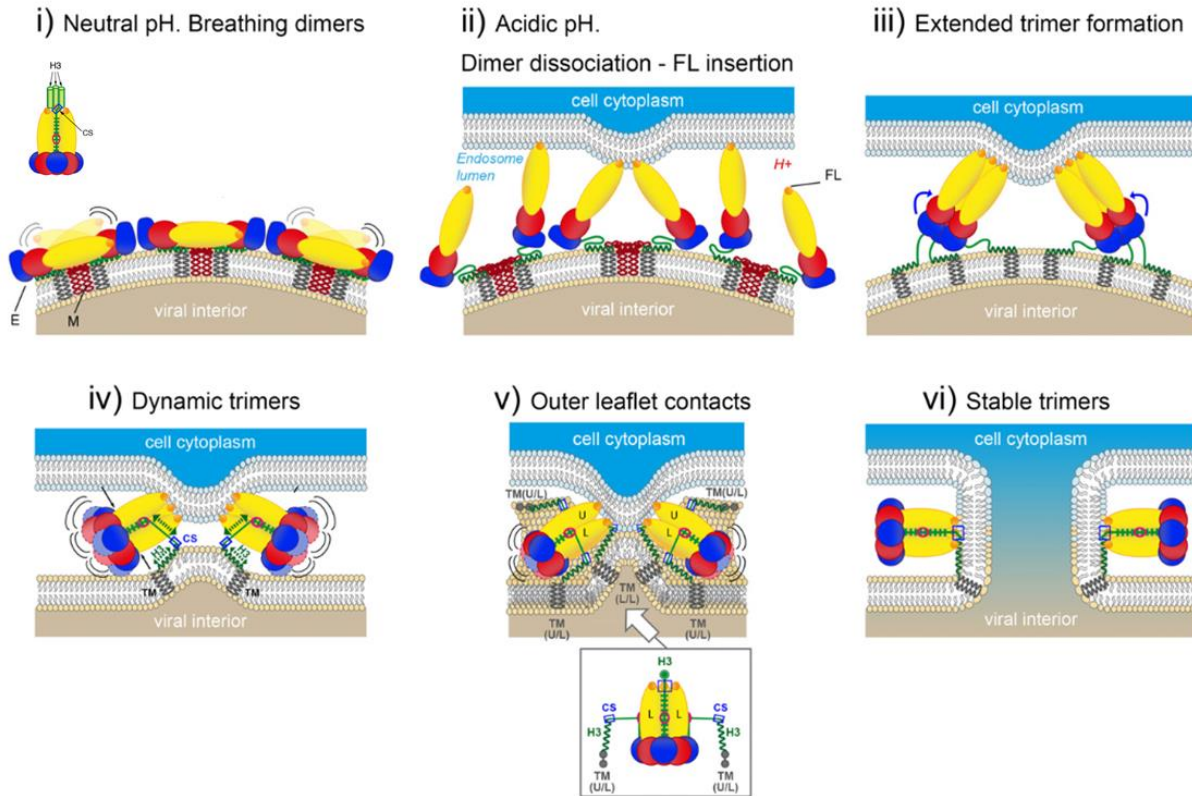 i) Neutral pH. Breathing dimers
H3
CS
E
M
viral interior
ii) Acidic pH.
Dimer dissociation - FL insertion
cell cytoplasm
Endosome
lumen
H+
FL
viral interior
iii) Extended trimer formation
cell cytoplasm
viral interior
iv) Dynamic trimers
cell cytoplasm
CS
H3
H3
TM
TM
viral interior
v) Outer leaflet contacts
cell cytoplasm
TM(U/L)
TM(U/L)
U
U
L
L
TM
(L/L)
TM
(U/L)
TM
(U/L)
H3
CS
CS
L
L
H3
H3
TM
(U/L)
TM
(U/L)
vi) Stable trimers
cell cytoplasm
viral interior